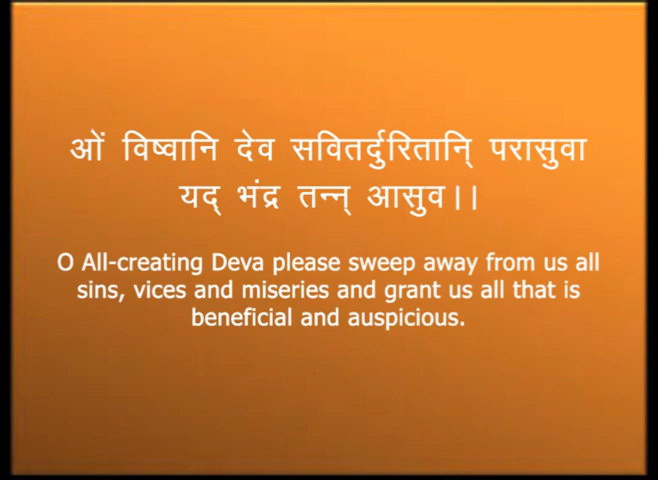 ओं विष्वानि देव सवितर्दुरितानि् परासुवा
यद् भंद्र तन्न् आसुव।।
O All-creating Deva please sweep away from us all
sins, vices and miseries and grant us all that is
beneficial and auspicious.